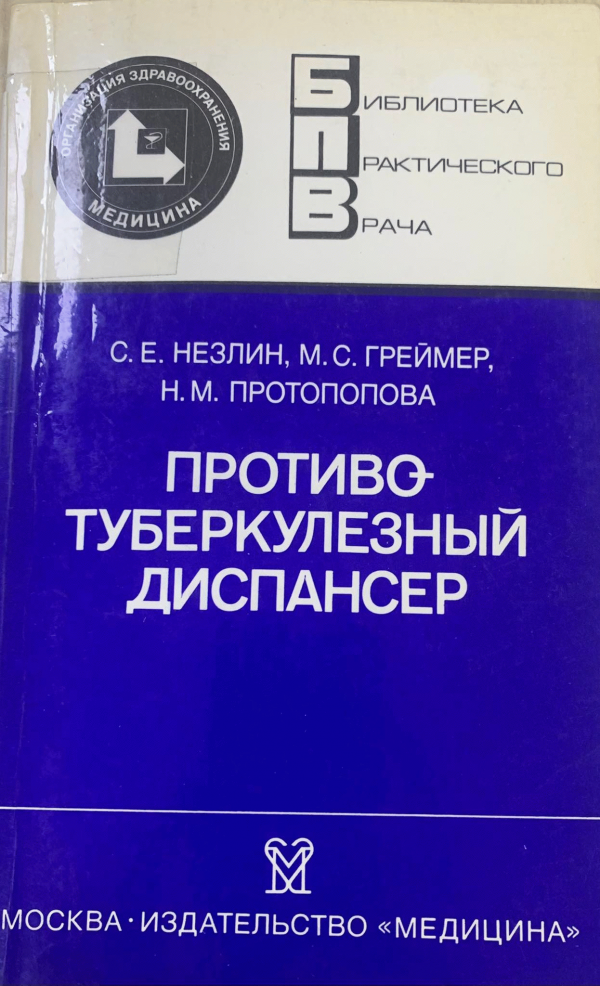 ОРГАНИЗАЦИЯ ЗДРАВООХРАНЕНИЯ
МЕДИЦИНА
БИБЛИОТЕКА
ПРАКТИЧЕСКОГО
ВРАЧА
С. Е. НЕЗЛИН, М. С. ГРЕЙМЕР,
Н. М. ПРОТОПОПОВА
ПРОТИВО-
ТУБЕРКУЛЕЗНЫЙ
ДИСПАНСЕР
МОСКВА · ИЗДАТЕЛЬСТВО «МЕДИЦИНА»